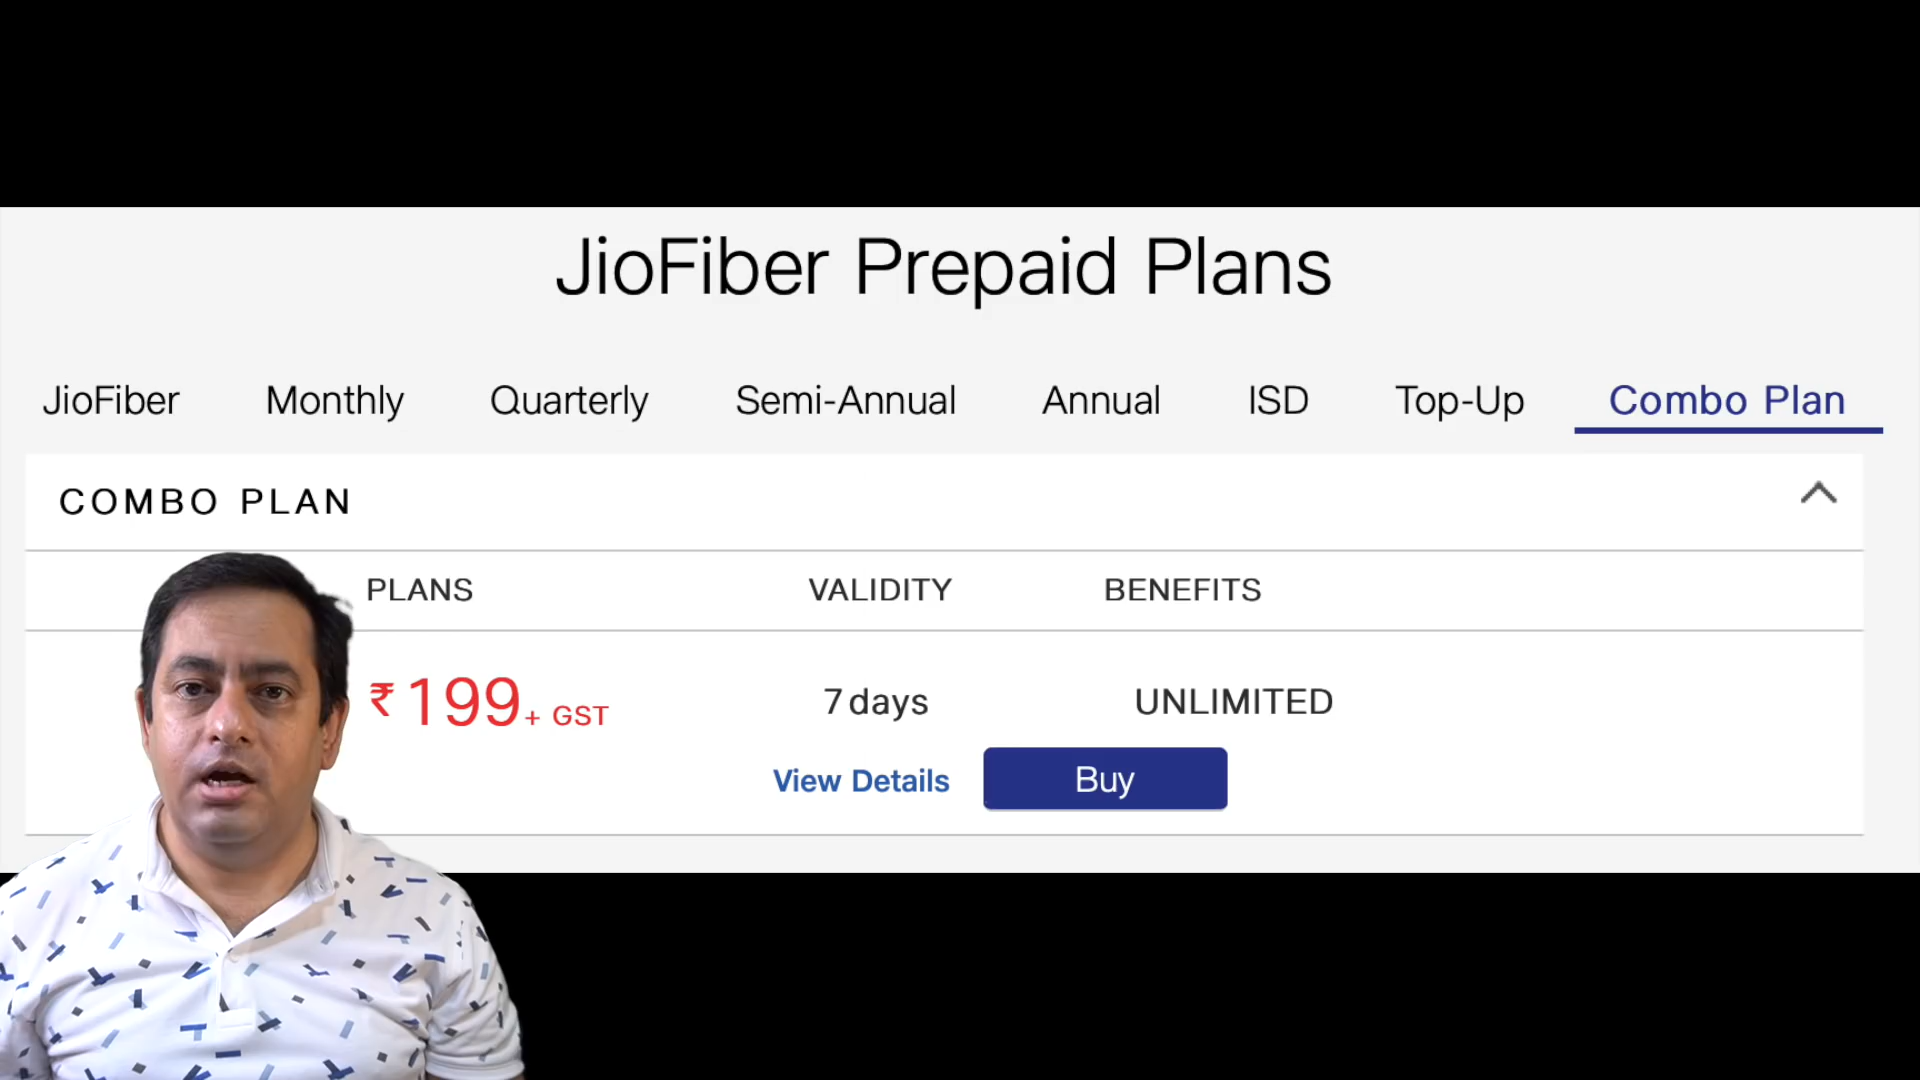 JioFiber Prepaid Plans
JioFiber Monthly Quarterly Semi-Annual Annual ISD Top-Up Combo Plan
COMBO PLAN
PLANS VALIDITY BENEFITS
₹199+ GST 7 days UNLIMITED
View Details Buy